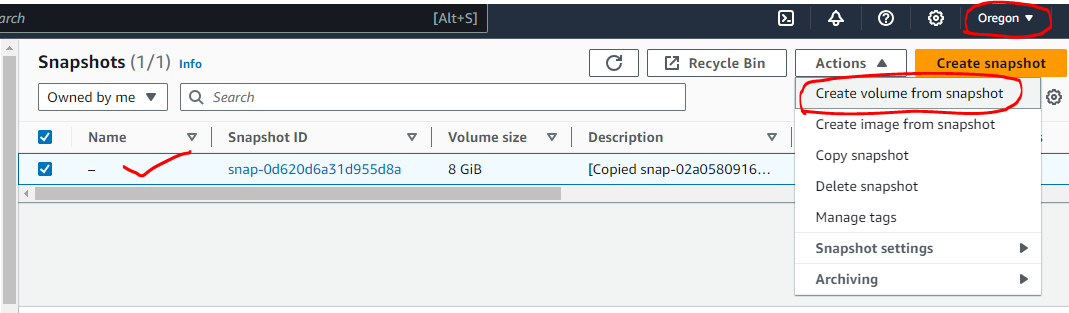 arch [Alt+S] Oregon
Snapshots (1/1) Info Recycle Bin Actions Create snapshot
Owned by me Search Create volume from snapshot
Create image from snapshot
Name Snapshot ID Volume size Description
Copy snapshot
– snap-0d620d6a31d955d8a 8 GiB [Copied snap-02a0580916...
Delete snapshot
Manage tags
Snapshot settings
Archiving